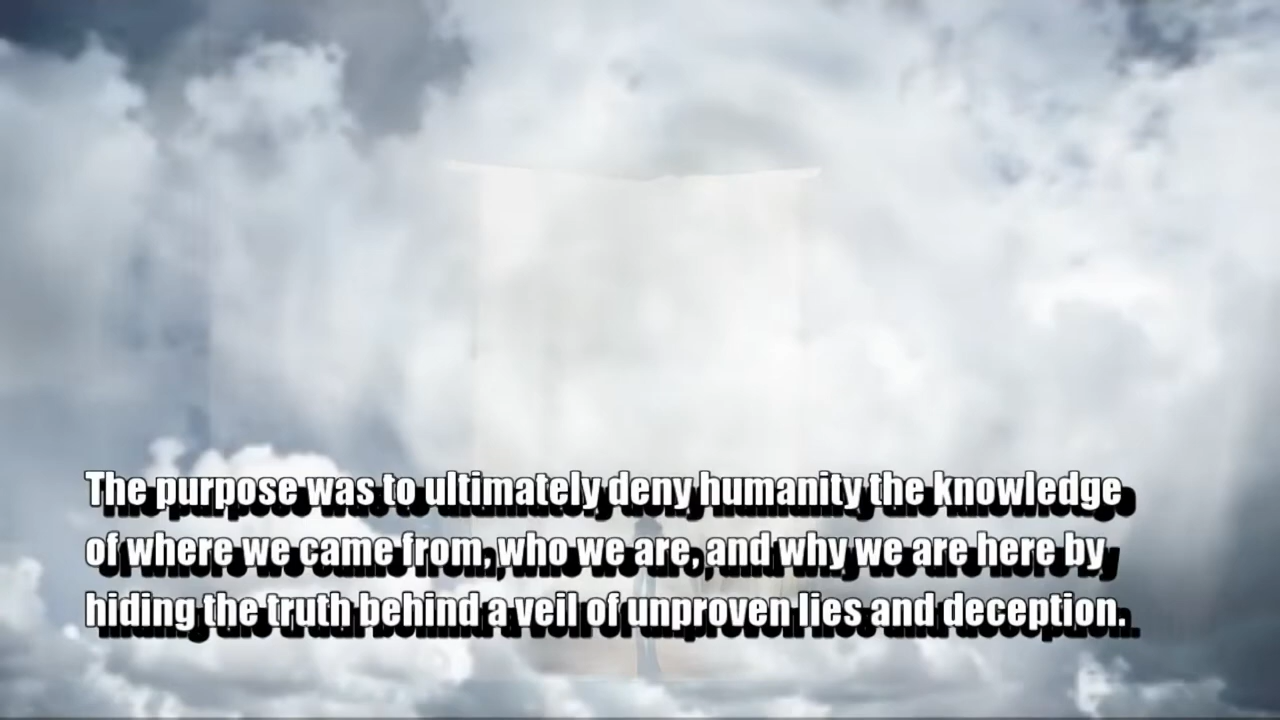 The purpose was to ultimately deny humanity the knowledge
of where we came from, who we are, and why we are here by
hiding the truth behind a veil of unproven lies and deception.